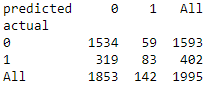 predicted 0 1 All
actual
0 1534 59 1593
1 319 83 402
All 1853 142 1995